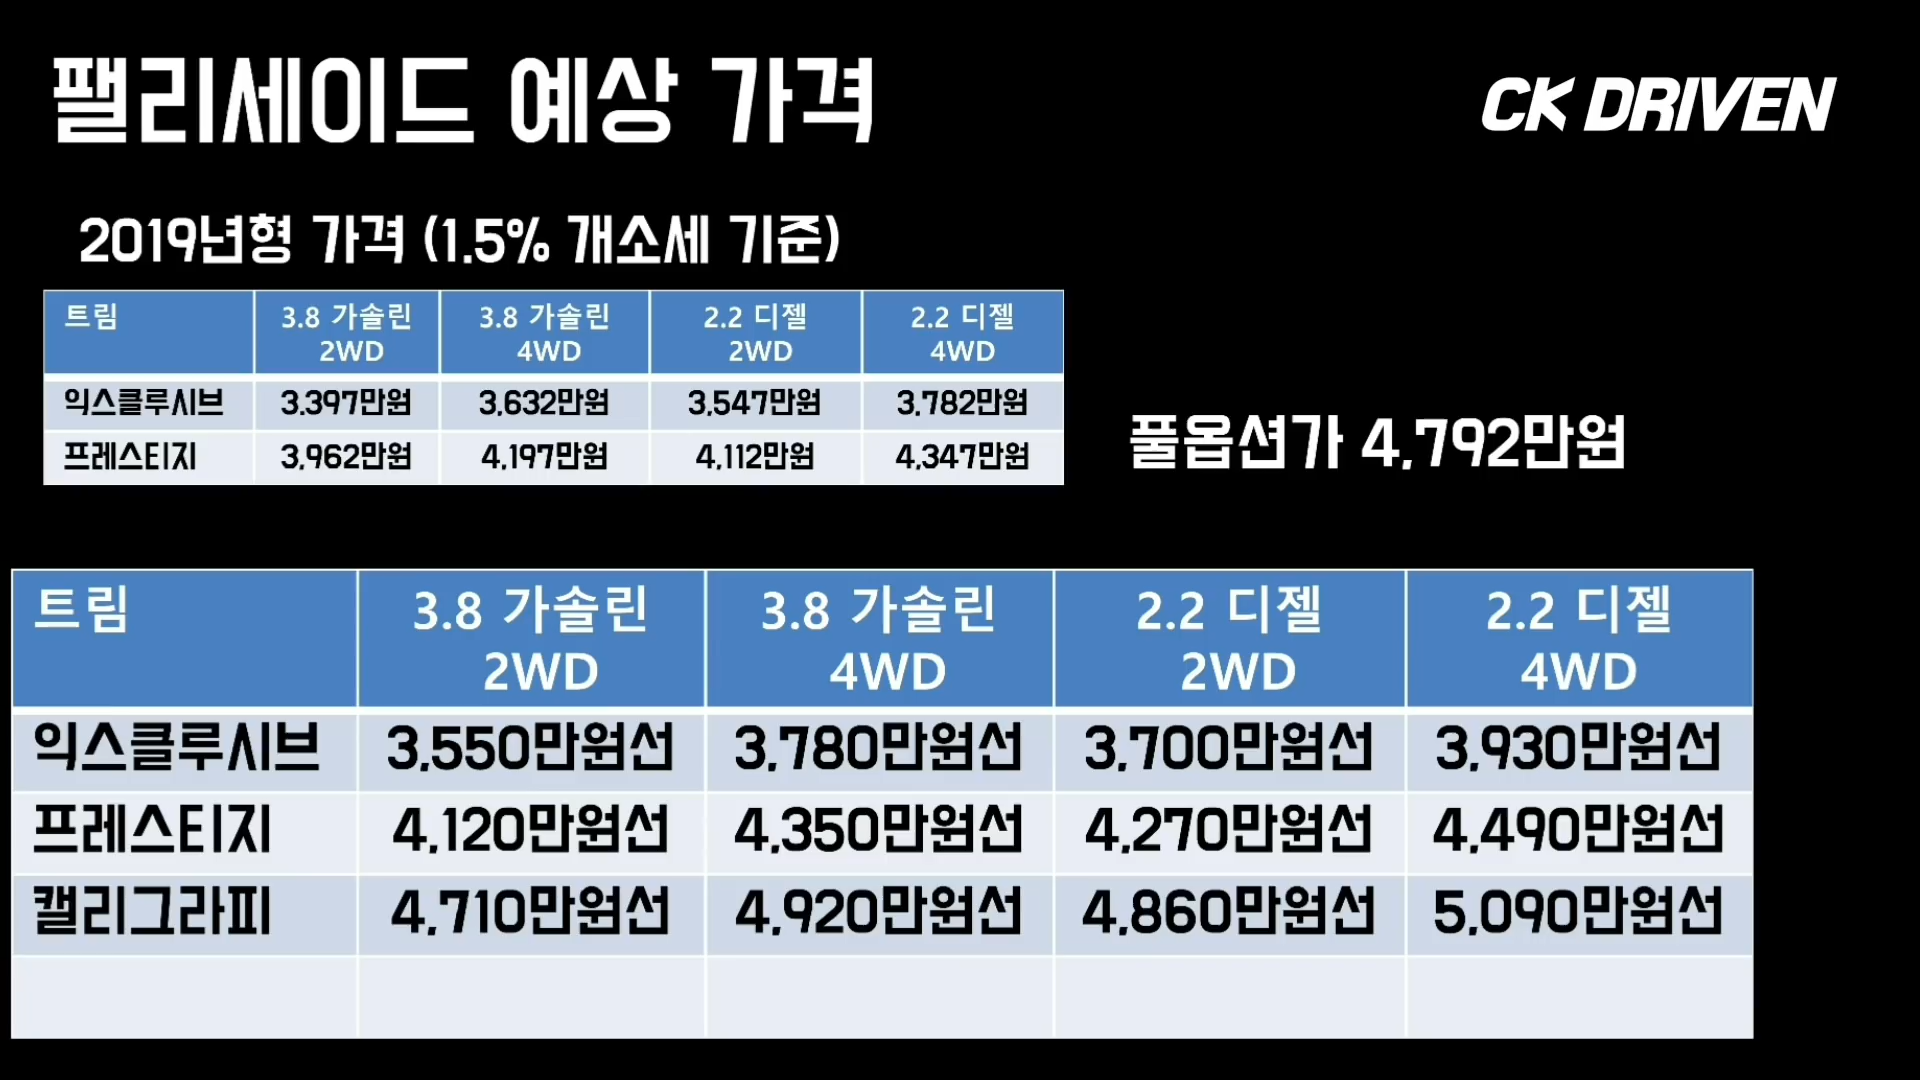 팰리세이드 예상 가격
CK DRIVEN
2019년형 가격 (1.5% 개소세 기준)
트림 3.8 가솔린 2WD 3.8 가솔린 4WD 2.2 디젤 2WD 2.2 디젤 4WD
익스클루시브 3.397만원 3,632만원 3,547만원 3,782만원
프레스티지 3,962만원 4,197만원 4,112만원 4,347만원
풀옵션가 4,792만원
트림 3.8 가솔린 2WD 3.8 가솔린 4WD 2.2 디젤 2WD 2.2 디젤 4WD
익스클루시브 3,550만원선 3,780만원선 3,700만원선 3,930만원선
프레스티지 4,120만원선 4,350만원선 4,270만원선 4,490만원선
캘리그라피 4,710만원선 4,920만원선 4,860만원선 5,090만원선